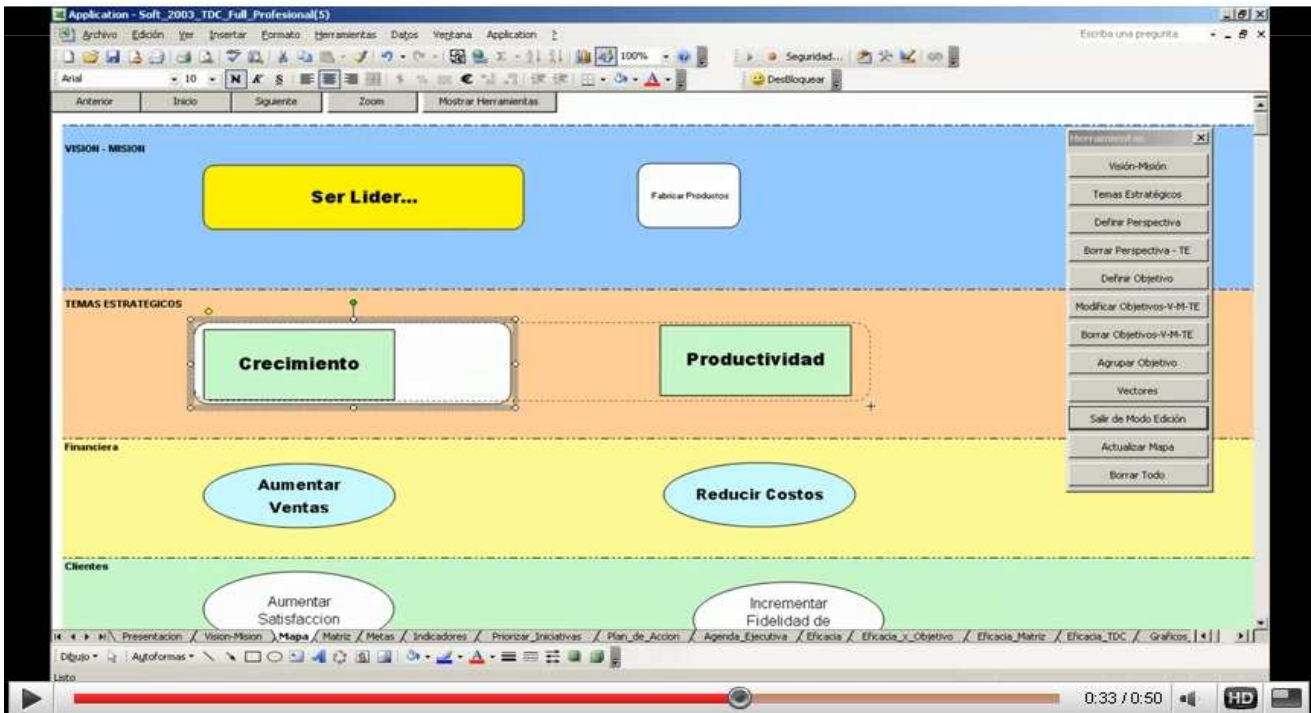 Application - Soft_2003_TDC_Full_Profesional(5)
Archivo Edición Ver Insertar Formato Herramientas Datos Ventana Application ?
Escriba una pregunta
100%
Seguridad...
Arial 10 N K S
DesBloquear
Anterior Inicio Siguiente Zoom Mostrar Herramientas
VISION - MISION
Ser Lider...
Fabricar Productos
TEMAS ESTRATEGICOS
Crecimiento
Productividad
Financiera
Aumentar
Ventas
Reducir Costos
Clientes
Aumentar
Satisfaccion
Incrementar
Fidelidad de
Herramientas
Visión-Misión
Temas Estratégicos
Definir Perspectiva
Borrar Perspectiva - TE
Definir Objetivo
Modificar Objetivos-V-M-TE
Borrar Objetivos-V-M-TE
Agrupar Objetivo
Vectores
Salir de Modo Edición
Actualizar Mapa
Borrar Todo
Presentacion / Vision-Mision / Mapa / Matriz / Metas / Indicadores / Priorizar_Iniciativas / Plan_de_Accion / Agenda_Ejecutiva / Eficacia / Eficacia_x_Objetivo / Eficacia_Matriz / Eficacia_TDC / Graficos
Dibujo Autoformas
Listo
0:33 / 0:50 HD